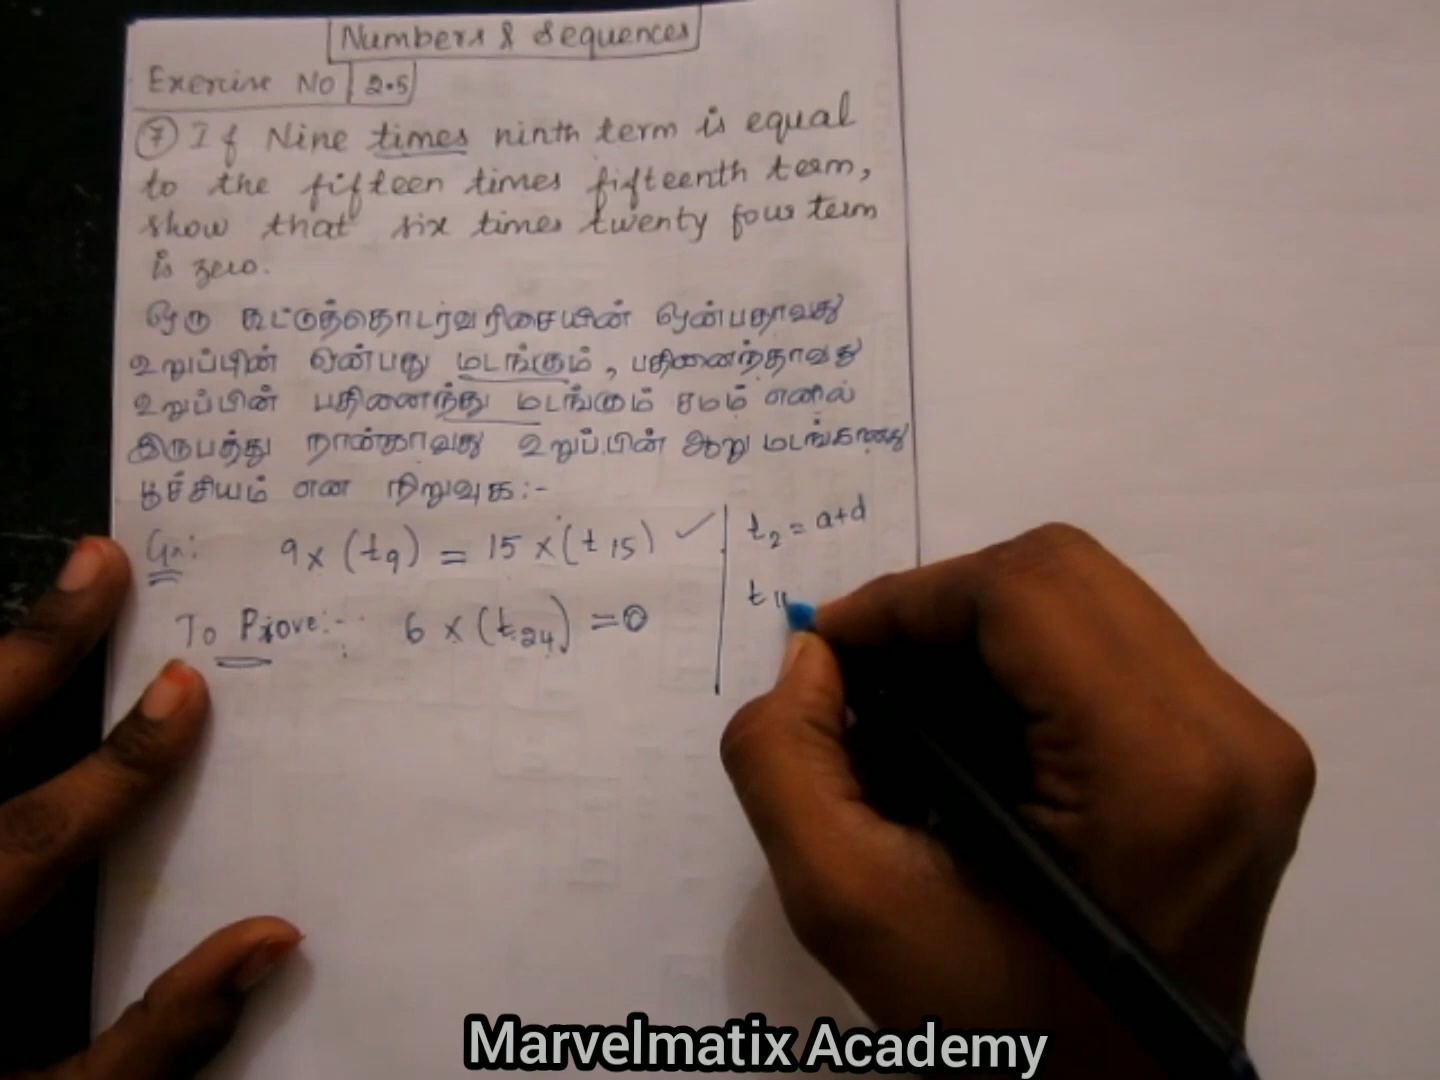 Numbers & Sequences
Exercise No 2.5
7 If Nine times ninth term is equal
to the fifteen times fifteenth term,
show that six times twenty four term
is zero.
ஒரு கூட்டுத்தொடர்வரிசையின் ஒன்பதாவது
உறுப்பின் ஒன்பது மடங்கும், பதினைந்தாவது
உறுப்பின் பதினைந்து மடங்கும் சமம் எனில்
இருபத்து நான்காவது உறுப்பின் ஆறு மடங்கானது
பூச்சியம் என நிறுவுக:-
Gn: 9 × (t9) = 15 × (t15) ✓
t2 = a+d
To Prove:- 6 × (t24) = 0
t11
Marvelmatix Academy